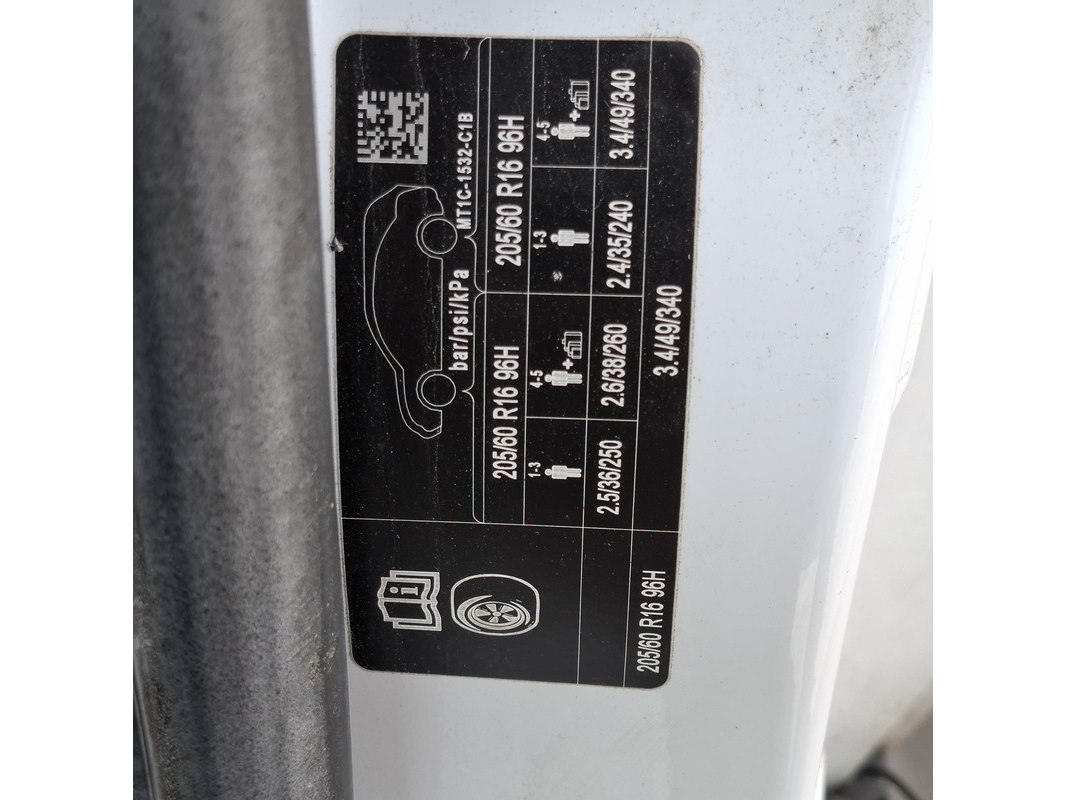 MT1C-1532-C1B
bar/psi/kPa
205/60 R16 96H 205/60 R16 96H
1-3 4-5 + 1-3 4-5 +
2.5/36/250 2.6/38/260 2.4/35/240 3.4/49/340
205/60 R16 96H 3.4/49/340